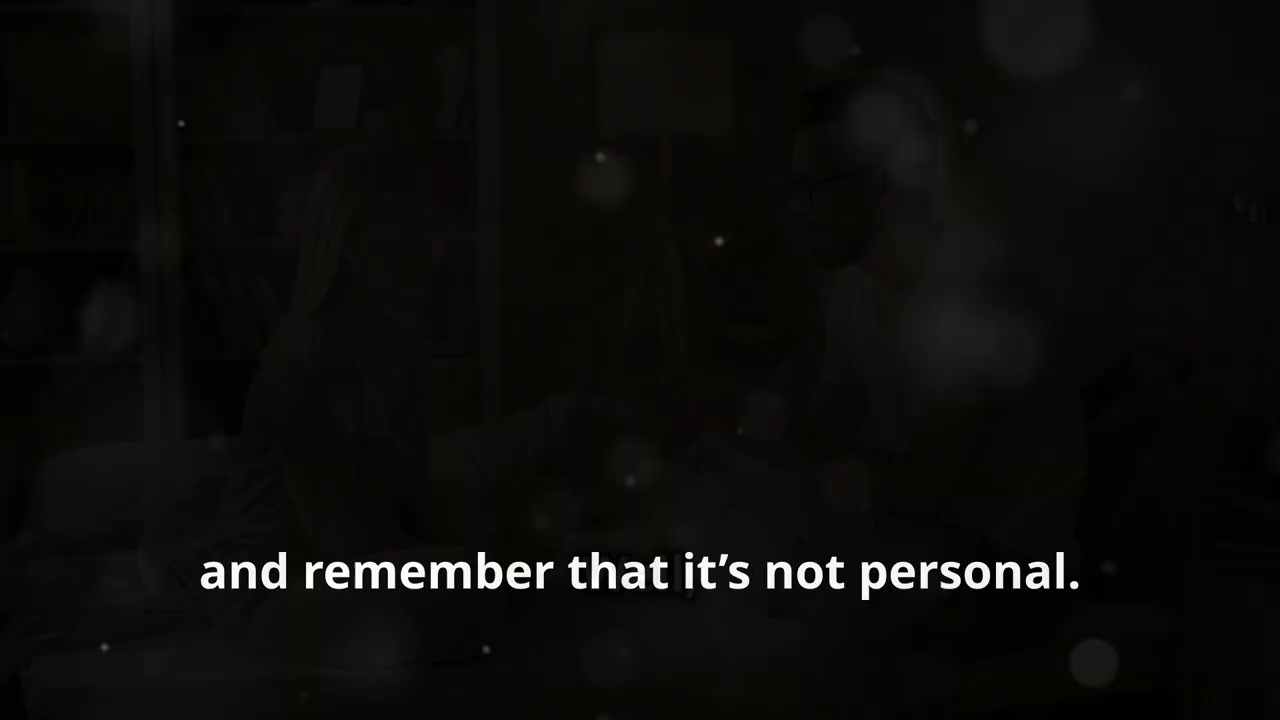 and remember that it’s not personal.